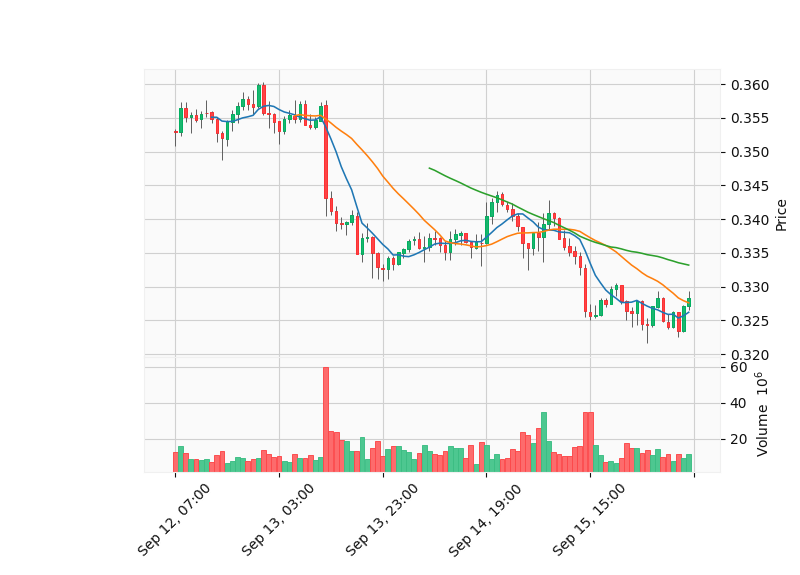 0.360
0.355
0.350
0.345
0.340
0.335
0.330
0.325
0.320
Price
60
40
20
Volume 10^6
Sep 12, 07:00
Sep 13, 03:00
Sep 13, 23:00
Sep 14, 19:00
Sep 15, 15:00